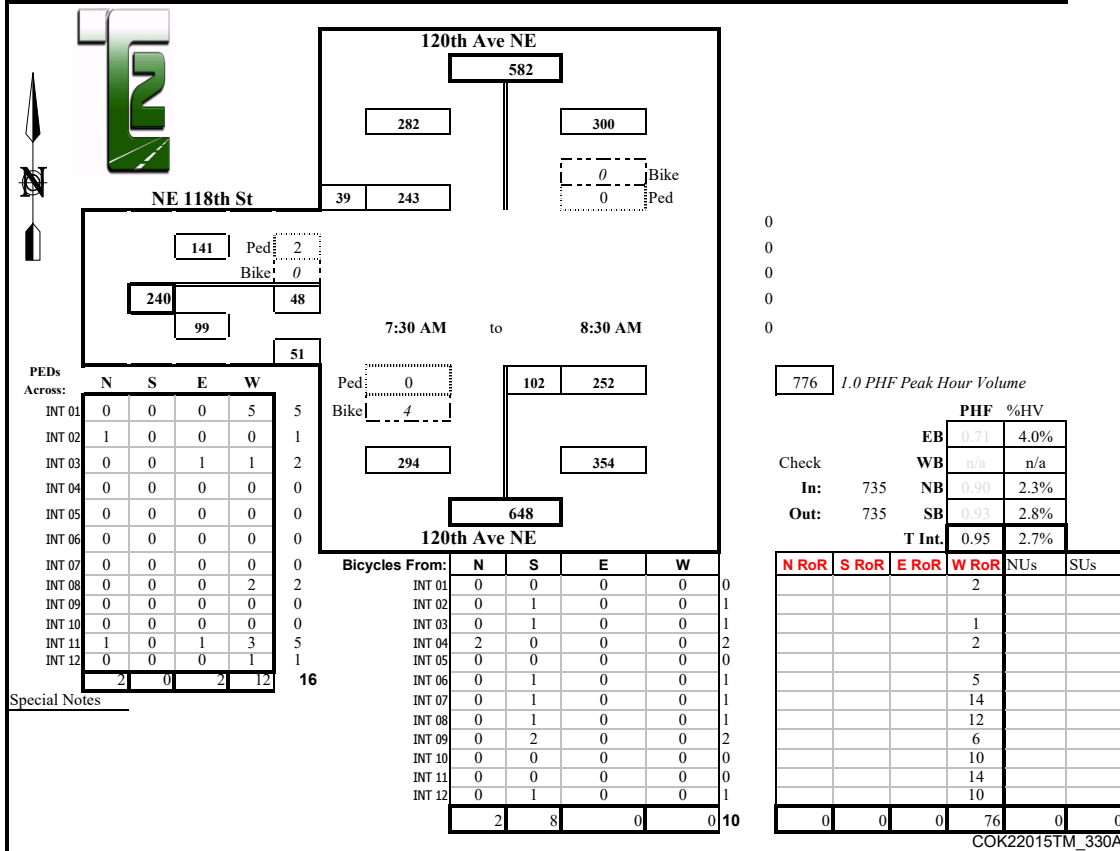 T2
N
120th Ave NE
582
282 300
0 Bike
0 Ped
NE 118th St
39 243
0
141 Ped 2
0
Bike 0
0
240 48
0
99
7:30 AM to 8:30 AM
0
51
PEDs
Across: N S E W
INT 01 0 0 0 5 5
INT 02 1 0 0 0 1
INT 03 0 0 1 1 2
INT 04 0 0 0 0 0
INT 05 0 0 0 0 0
INT 06 0 0 0 0 0
INT 07 0 0 0 0 0
INT 08 0 0 0 2 2
INT 09 0 0 0 0 0
INT 10 0 0 0 0 0
INT 11 1 0 1 3 5
INT 12 0 0 0 1 1
2 0 2 12 16
Special Notes
Ped 0
102 252
Bike 4
294 354
648
120th Ave NE
776 1.0 PHF Peak Hour Volume
PHF %HV
EB 0.71 4.0%
Check WB n/a n/a
In: 735 NB 0.90 2.3%
Out: 735 SB 0.93 2.8%
T Int. 0.95 2.7%
Bicycles From: N S E W
INT 01 0 0 0 0 0
INT 02 0 1 0 0 1
INT 03 0 1 0 0 1
INT 04 2 0 0 0 2
INT 05 0 0 0 0 0
INT 06 0 1 0 0 1
INT 07 0 1 0 0 1
INT 08 0 1 0 0 1
INT 09 0 2 0 0 2
INT 10 0 0 0 0 0
INT 11 0 0 0 0 0
INT 12 0 1 0 0 1
2 8 0 0 10
N RoR S RoR E RoR W RoR NUs SUs
2
1
2
5
14
12
6
10
14
10
0 0 0 76 0 0
COK22015TM_330A